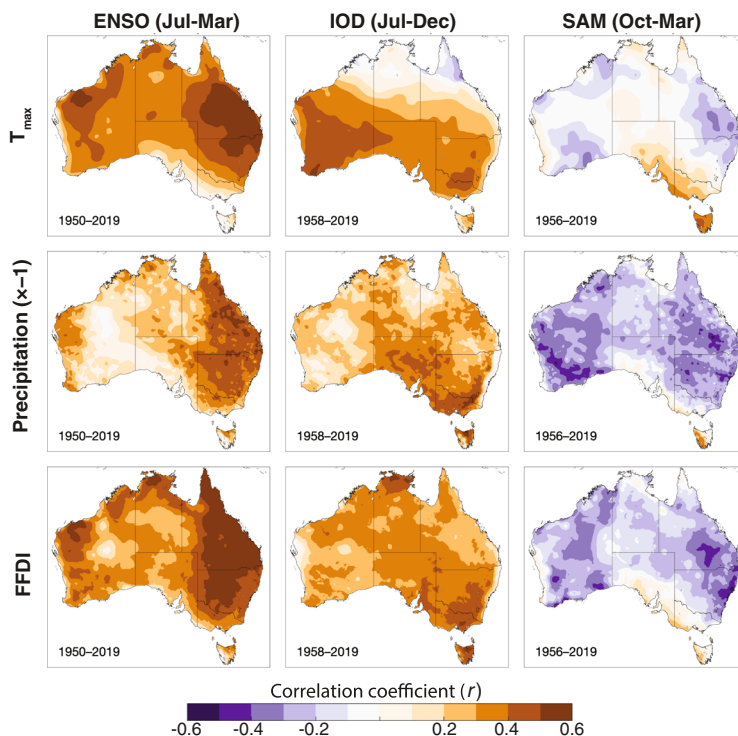 ENSO (Jul-Mar) IOD (Jul-Dec) SAM (Oct-Mar)
Tmax
1950–2019 1958–2019 1956–2019
Precipitation (×−1)
1950–2019 1958–2019 1956–2019
FFDI
1950–2019 1958–2019 1956–2019
Correlation coefficient (r)
-0.6 -0.4 -0.2 0.2 0.4 0.6